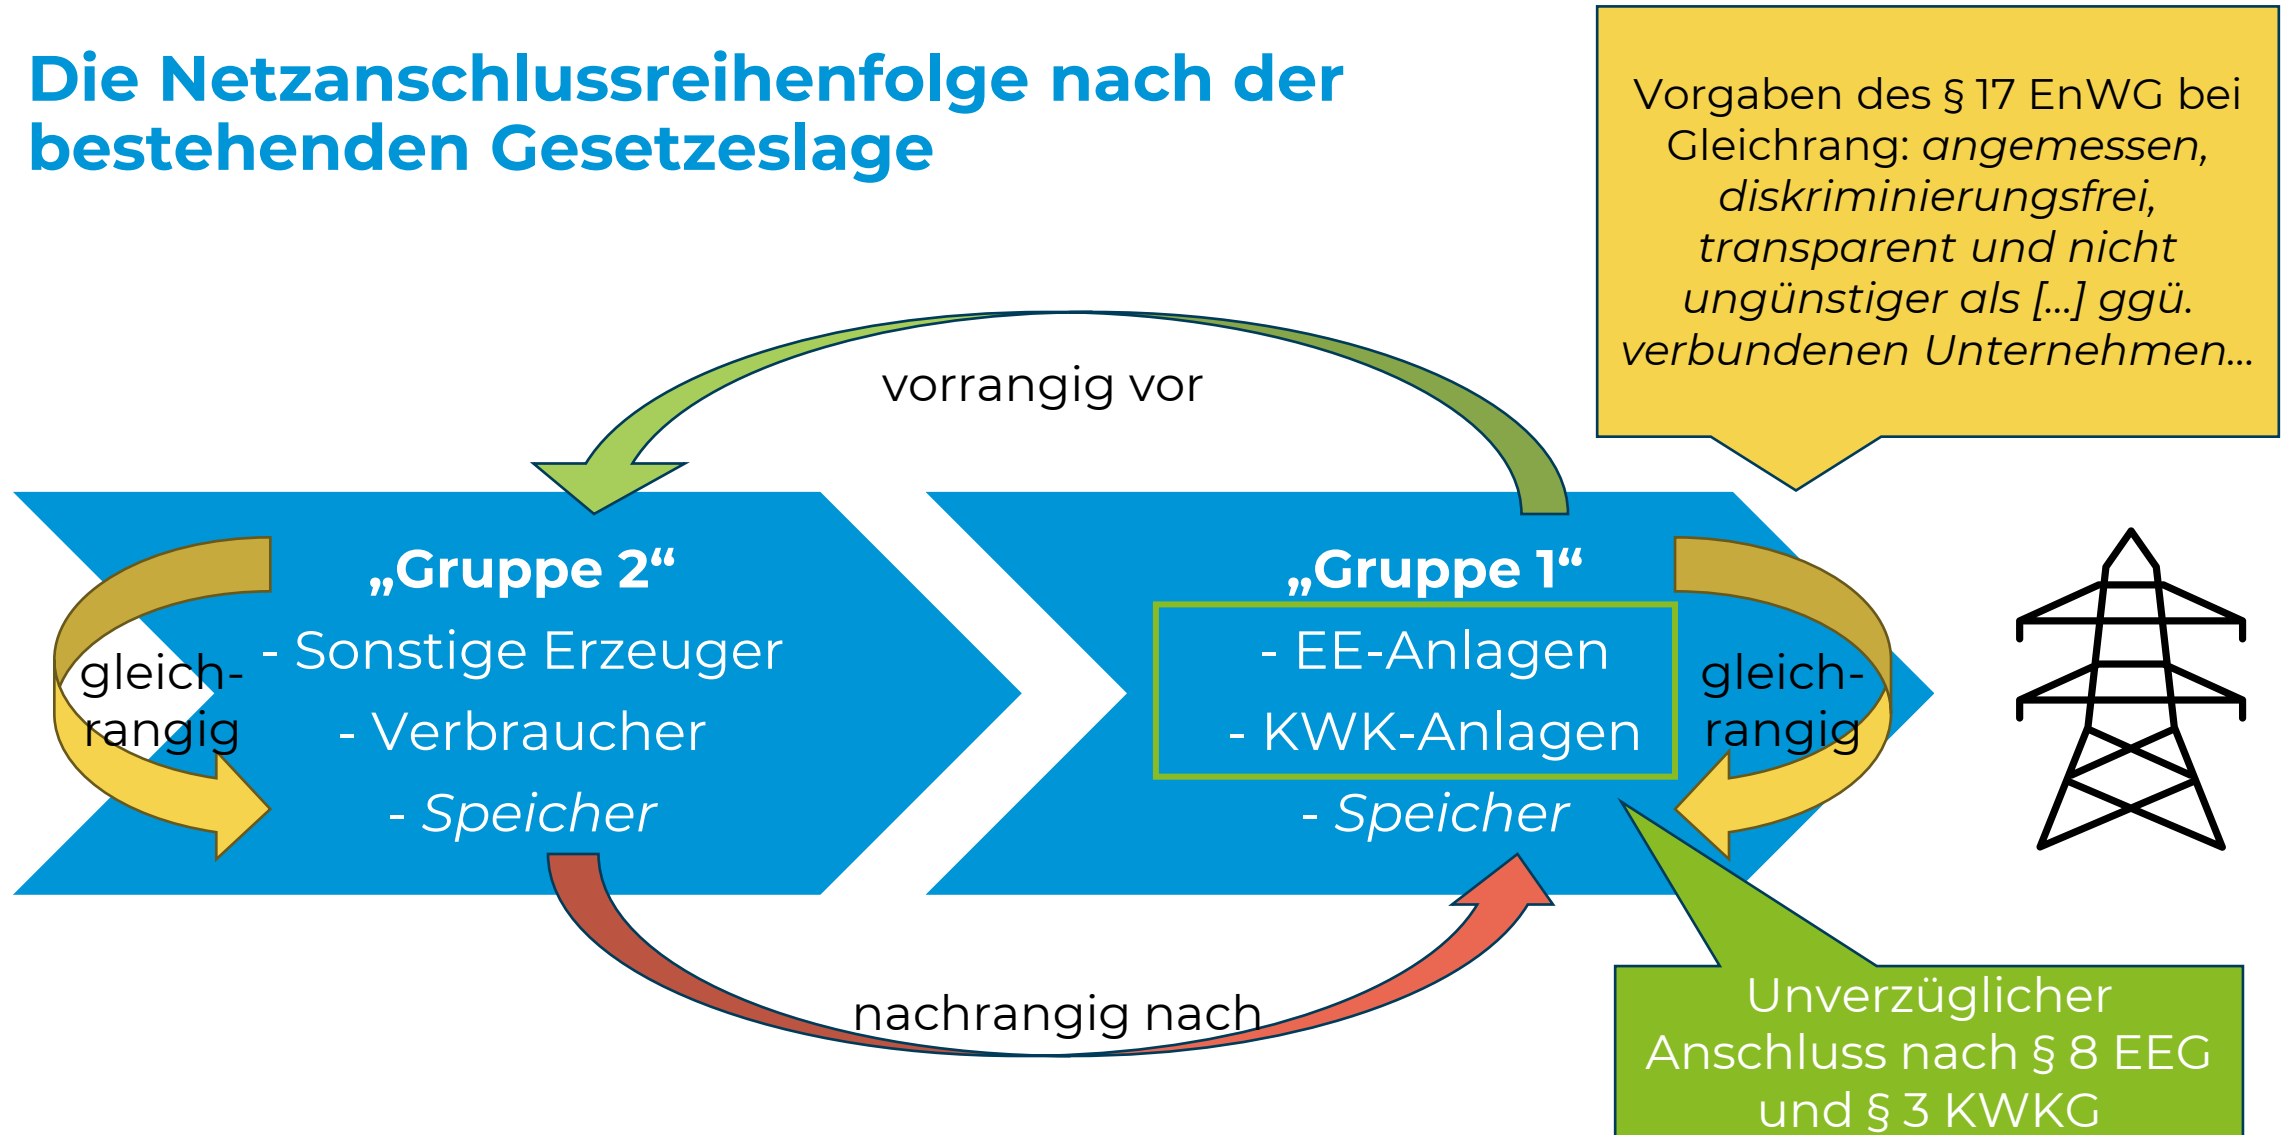 Die Netzanschlussreihenfolge nach der
bestehenden Gesetzeslage
Vorgaben des § 17 EnWG bei
Gleichrang: angemessen,
diskriminierungsfrei,
transparent und nicht
ungünstiger als [...] ggü.
verbundenen Unternehmen...
vorrangig vor
„Gruppe 2“
- Sonstige Erzeuger
- Verbraucher
- Speicher
gleich-
rangig
„Gruppe 1“
- EE-Anlagen
- KWK-Anlagen
- Speicher
gleich-
rangig
nachrangig nach
Unverzüglicher
Anschluss nach § 8 EEG
und § 3 KWKG